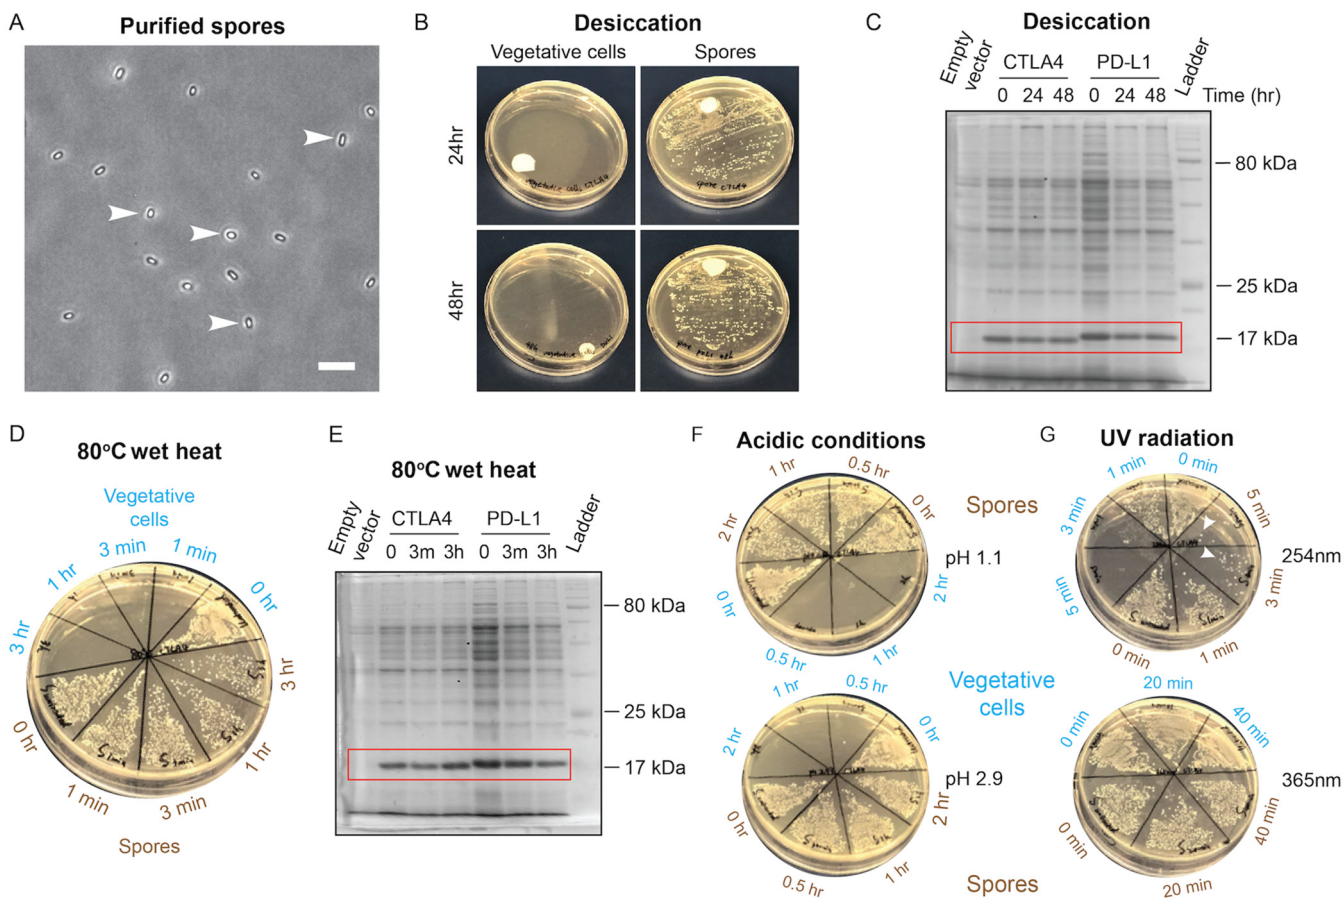 A
Purified spores
B
Desiccation
Vegetative cells
Spores
24hr
48hr
vegetative cell, CTLA4
spore CTLA4
C
Desiccation
Empty
vector
CTLA4
PD-L1
Ladder
0 24 48 0 24 48
Time (hr)
80 kDa
25 kDa
17 kDa
D
80°C wet heat
Vegetative
cells
3 min
1 min
1 hr
0 hr
3 hr
3 hr
0 hr
1 hr
1 min
3 min
Spores
E
80°C wet heat
Empty
vector
CTLA4
PD-L1
Ladder
0 3m 3h 0 3m 3h
80 kDa
25 kDa
17 kDa
F
Acidic conditions
1 hr
0.5 hr
2 hr
0 hr
Spores
pH 1.1
0 hr
2 hr
0.5 hr
1 hr
Vegetative
cells
1 hr
0.5 hr
2 hr
0 hr
pH 2.9
0 hr
2 hr
0.5 hr
1 hr
Spores
G
UV radiation
1 min
0 min
3 min
5 min
254nm
5 min
3 min
0 min
1 min
20 min
0 min
40 min
365nm
0 min
40 min
20 min